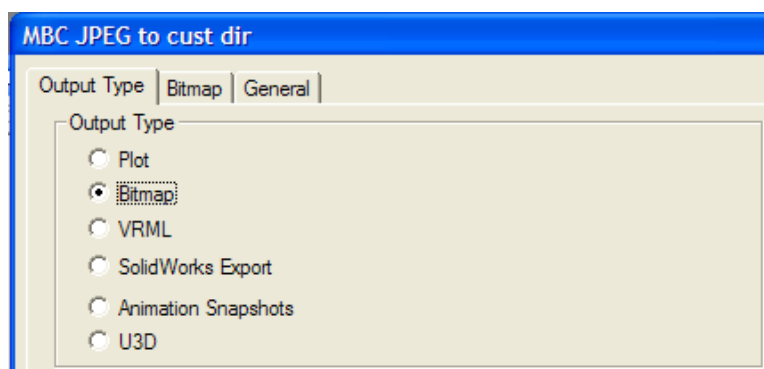 MBC JPEG to cust dir
Output Type Bitmap General
Output Type
Plot
Bitmap
VRML
SolidWorks Export
Animation Snapshots
U3D